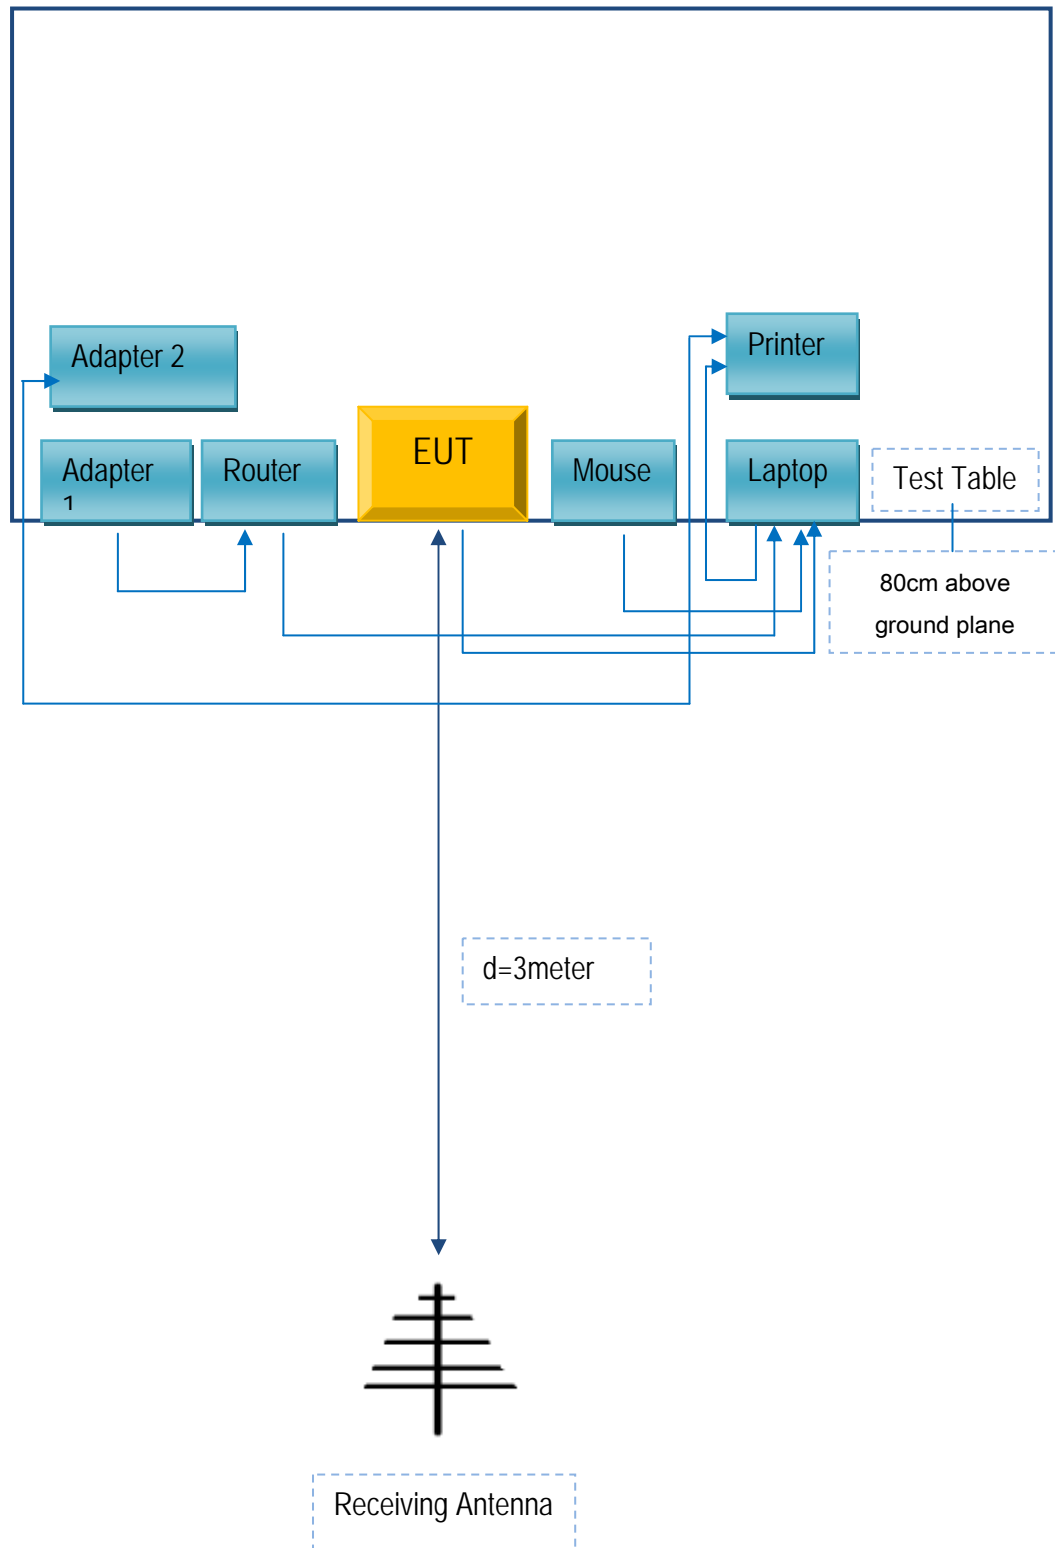 Adapter 2
Printer
EUT
Adapter
1
Router
Mouse
Laptop
Test Table
80cm above
ground plane
d=3meter
Receiving Antenna